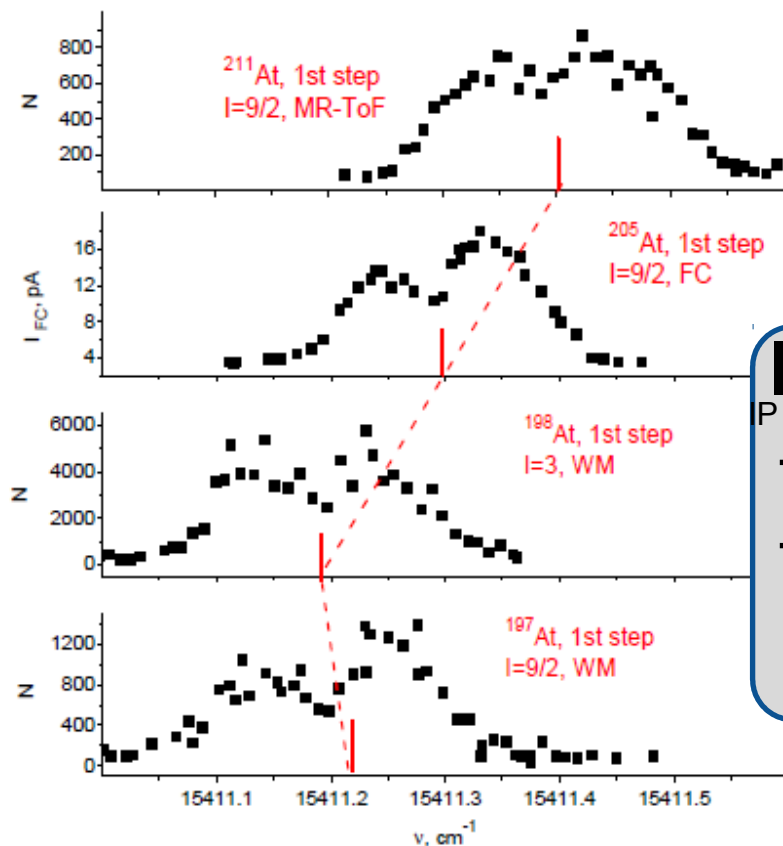 800
600
400
200
N
211At, 1st step
I=9/2, MR-ToF
16
12
8
4
I FC, pA
205At, 1st step
I=9/2, FC
IP
6000
4000
2000
0
N
198At, 1st step
I=3, WM
1200
800
400
0
N
197At, 1st step
I=9/2, WM
15411.1 15411.2 15411.3 15411.4 15411.5
ν, cm-1